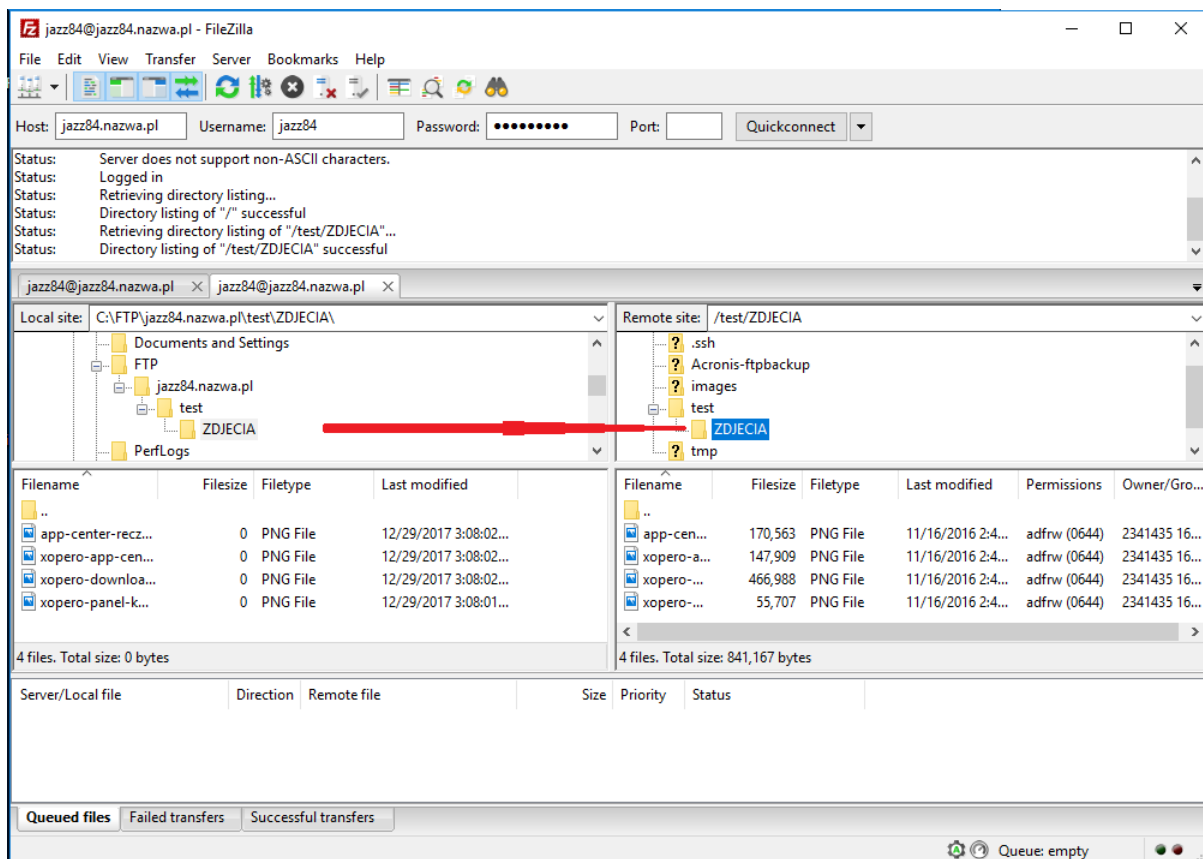 jazz84@jazz84.nazwa.pl - FileZilla
File Edit View Transfer Server Bookmarks Help
Host: jazz84.nazwa.pl Username: jazz84 Password: ●●●●●●●●● Port: Quickconnect
Status: Server does not support non-ASCII characters.
Status: Logged in
Status: Retrieving directory listing...
Status: Directory listing of "/" successful
Status: Retrieving directory listing of "/test/ZDJECIA"...
Status: Directory listing of "/test/ZDJECIA" successful
jazz84@jazz84.nazwa.pl jazz84@jazz84.nazwa.pl
Local site: C:\FTP\jazz84.nazwa.pl\test\ZDJECIA\
Documents and Settings
FTP
jazz84.nazwa.pl
test
ZDJECIA
PerfLogs
Filename Filesize Filetype Last modified
..
app-center-recz... 0 PNG File 12/29/2017 3:08:02...
xopero-app-cen... 0 PNG File 12/29/2017 3:08:02...
xopero-downloa... 0 PNG File 12/29/2017 3:08:02...
xopero-panel-k... 0 PNG File 12/29/2017 3:08:01...
4 files. Total size: 0 bytes
Remote site: /test/ZDJECIA
? .ssh
? Acronis-ftpbackup
? images
test
ZDJECIA
? tmp
Filename Filesize Filetype Last modified Permissions Owner/Gro...
..
app-cen... 170,563 PNG File 11/16/2016 2:4... adfrw (0644) 2341435 16...
xopero-a... 147,909 PNG File 11/16/2016 2:4... adfrw (0644) 2341435 16...
xopero-... 466,988 PNG File 11/16/2016 2:4... adfrw (0644) 2341435 16...
xopero-... 55,707 PNG File 11/16/2016 2:4... adfrw (0644) 2341435 16...
4 files. Total size: 841,167 bytes
Server/Local file Direction Remote file Size Priority Status
Queued files Failed transfers Successful transfers
Queue: empty